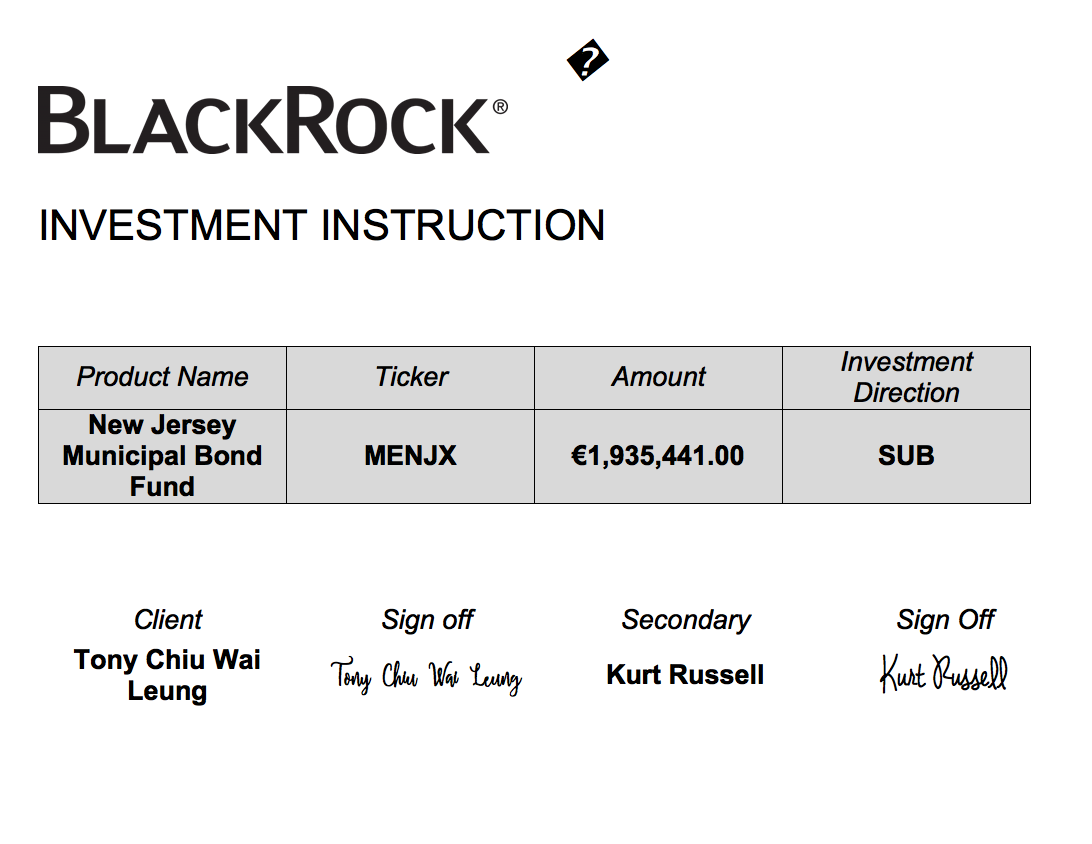 �
BLACKROCK®
INVESTMENT INSTRUCTION
Product Name Ticker Amount Investment Direction
New Jersey Municipal Bond Fund MENJX €1,935,441.00 SUB
Client Sign off Secondary Sign Off
Tony Chiu Wai Leung Tony Chiu Wai Leung Kurt Russell Kurt Russell